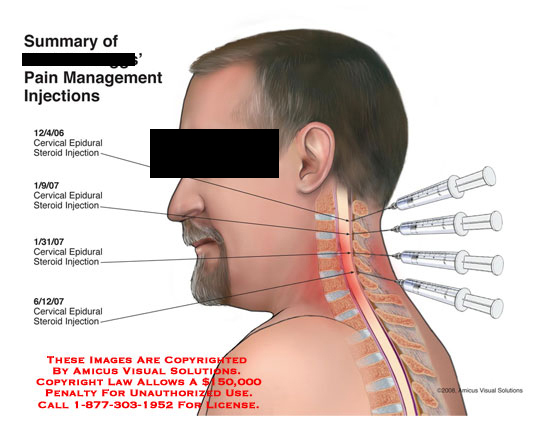 Summary of
Pain Management
Injections
12/4/06
Cervical Epidural
Steroid Injection
1/9/07
Cervical Epidural
Steroid Injection
1/31/07
Cervical Epidural
Steroid Injection
6/12/07
Cervical Epidural
Steroid Injection
These Images Are Copyrighted
By Amicus Visual Solutions.
Copyright Law Allows A $150,000
Penalty For Unauthorized Use.
Call 1-877-303-1952 For License.
©2008, Amicus Visual Solutions